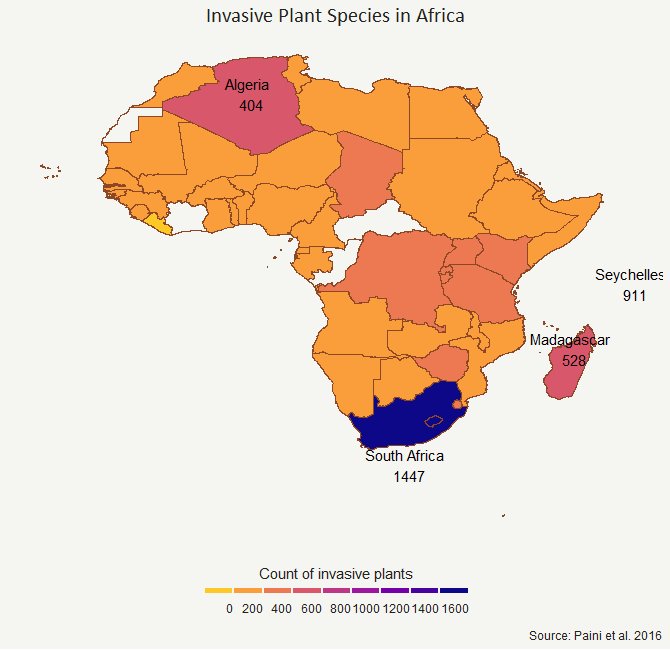 Invasive Plant Species in Africa
Algeria
404
Seychelles
911
Madagascar
528
South Africa
1447
Count of invasive plants
0 200 400 600 800 1000 1200 1400 1600
Source: Paini et al. 2016